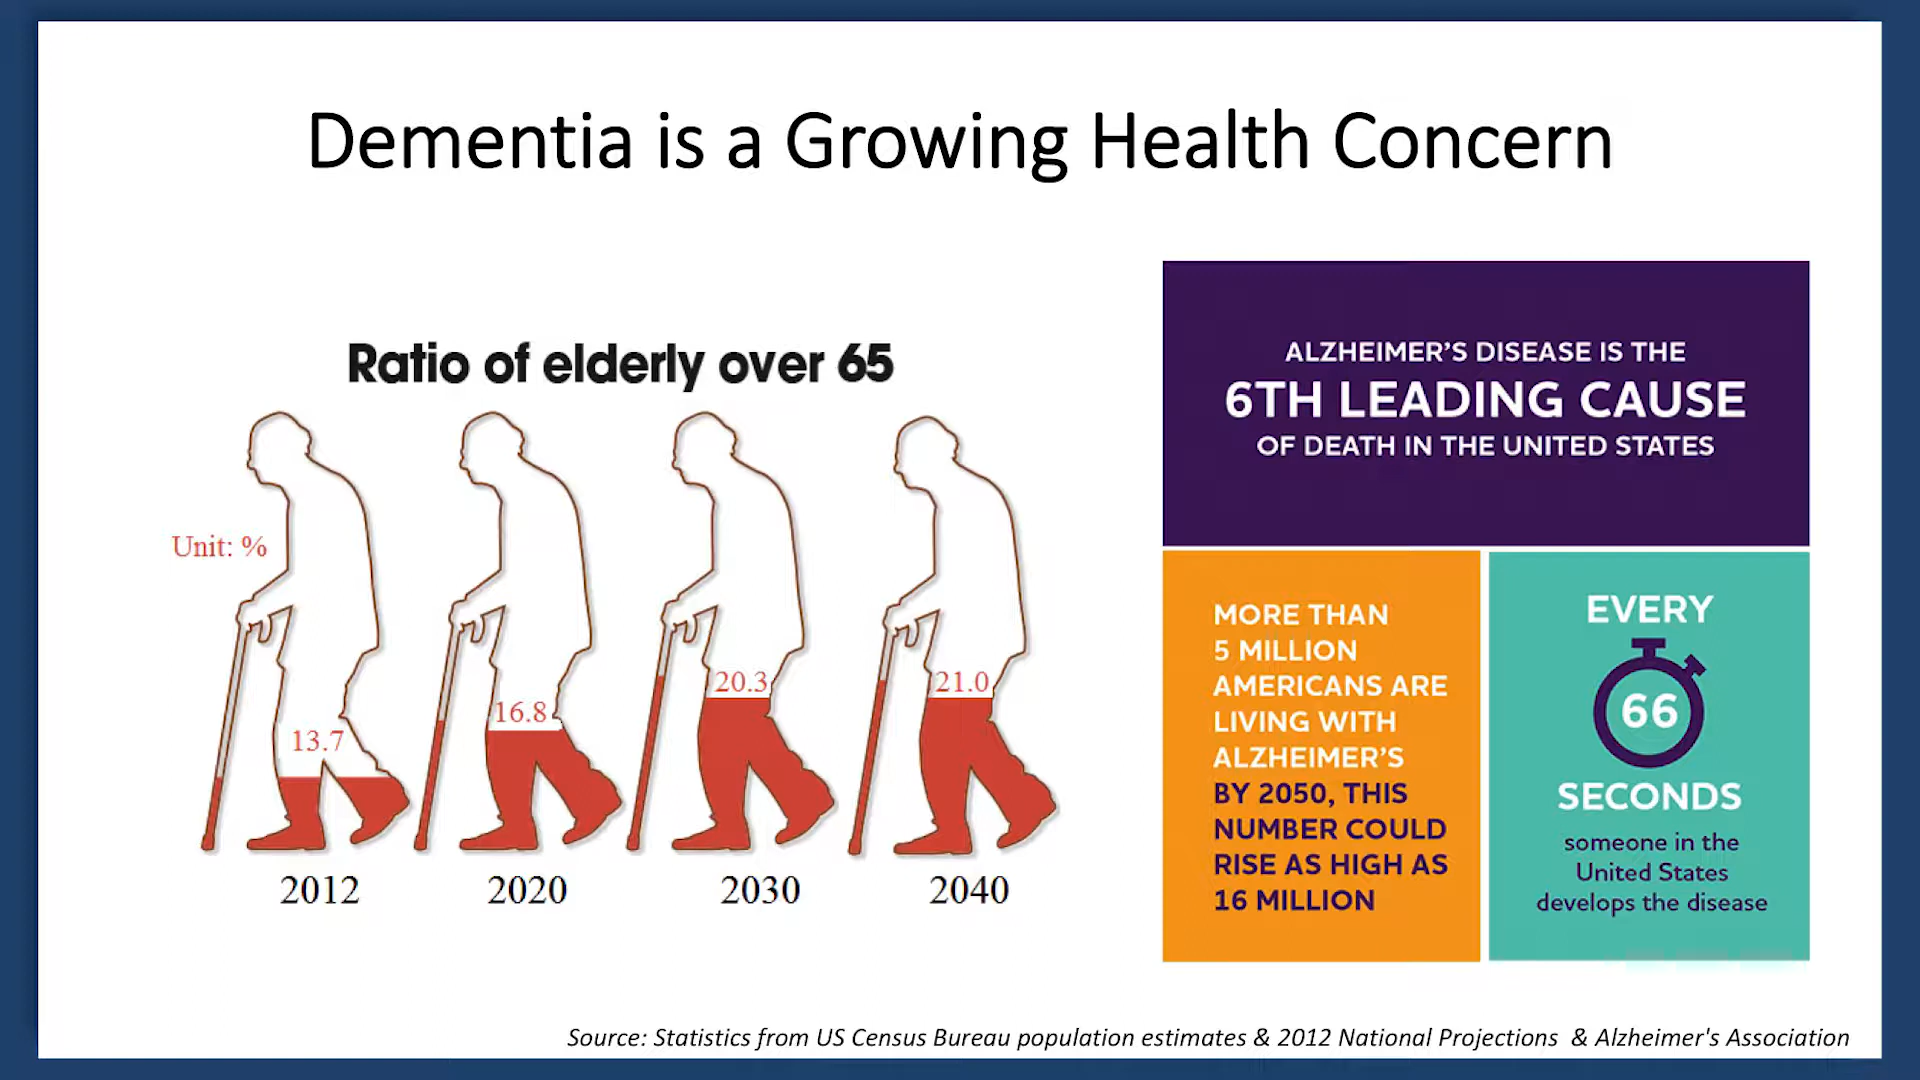 Dementia is a Growing Health Concern
Ratio of elderly over 65
Unit: %
13.7
16.8
20.3
21.0
2012
2020
2030
2040
ALZHEIMER'S DISEASE IS THE
6TH LEADING CAUSE
OF DEATH IN THE UNITED STATES
MORE THAN
5 MILLION
AMERICANS ARE
LIVING WITH
ALZHEIMER'S
BY 2050, THIS
NUMBER COULD
RISE AS HIGH AS
16 MILLION
EVERY
66
SECONDS
someone in the
United States
develops the disease
Source: Statistics from US Census Bureau population estimates & 2012 National Projections & Alzheimer's Association